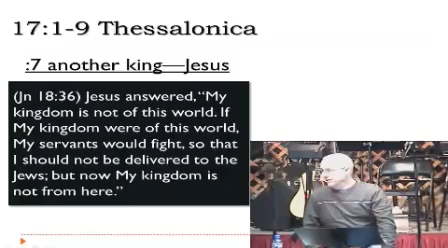 17:1-9 Thessalonica
:7 another king—Jesus
(Jn 18:36) Jesus answered, “My
kingdom is not of this world. If
My kingdom were of this world,
My servants would fight, so that
I should not be delivered to the
Jews; but now My kingdom is
not from here.”